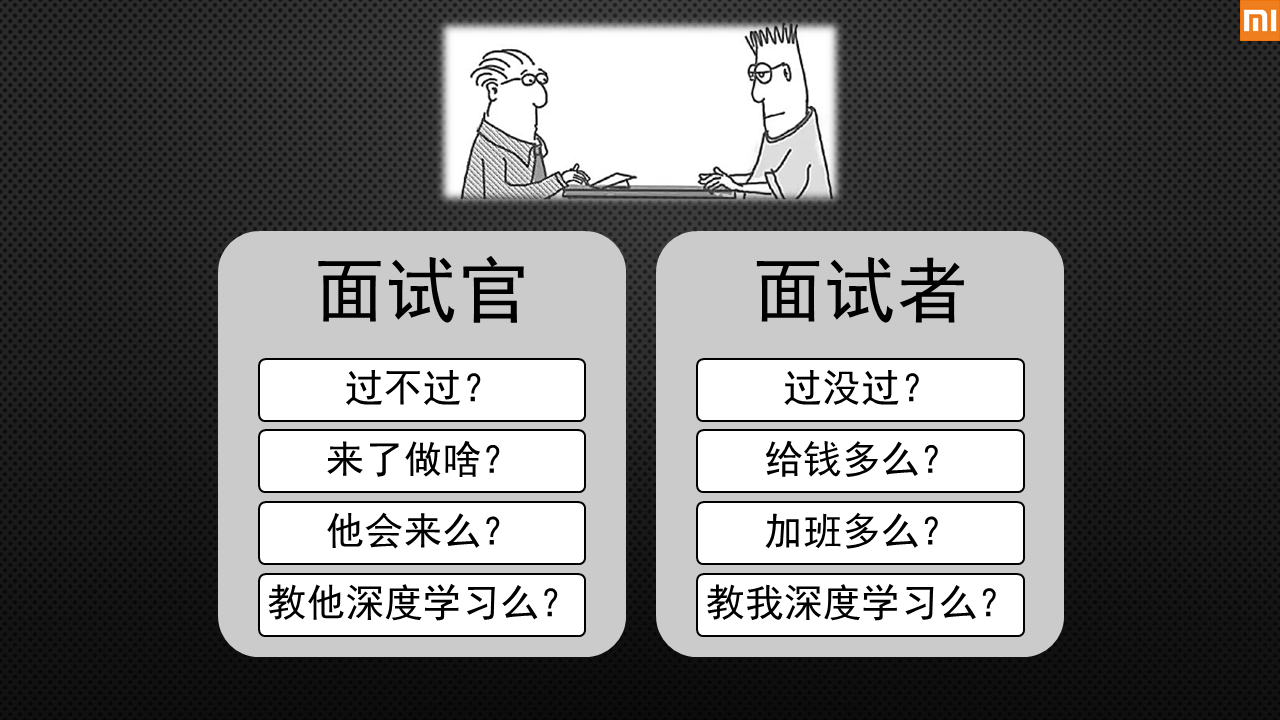 mi
面试官
过不过？
来了做啥？
他会来么？
教他深度学习么？
面试者
过没过？
给钱多么？
加班多么？
教我深度学习么？